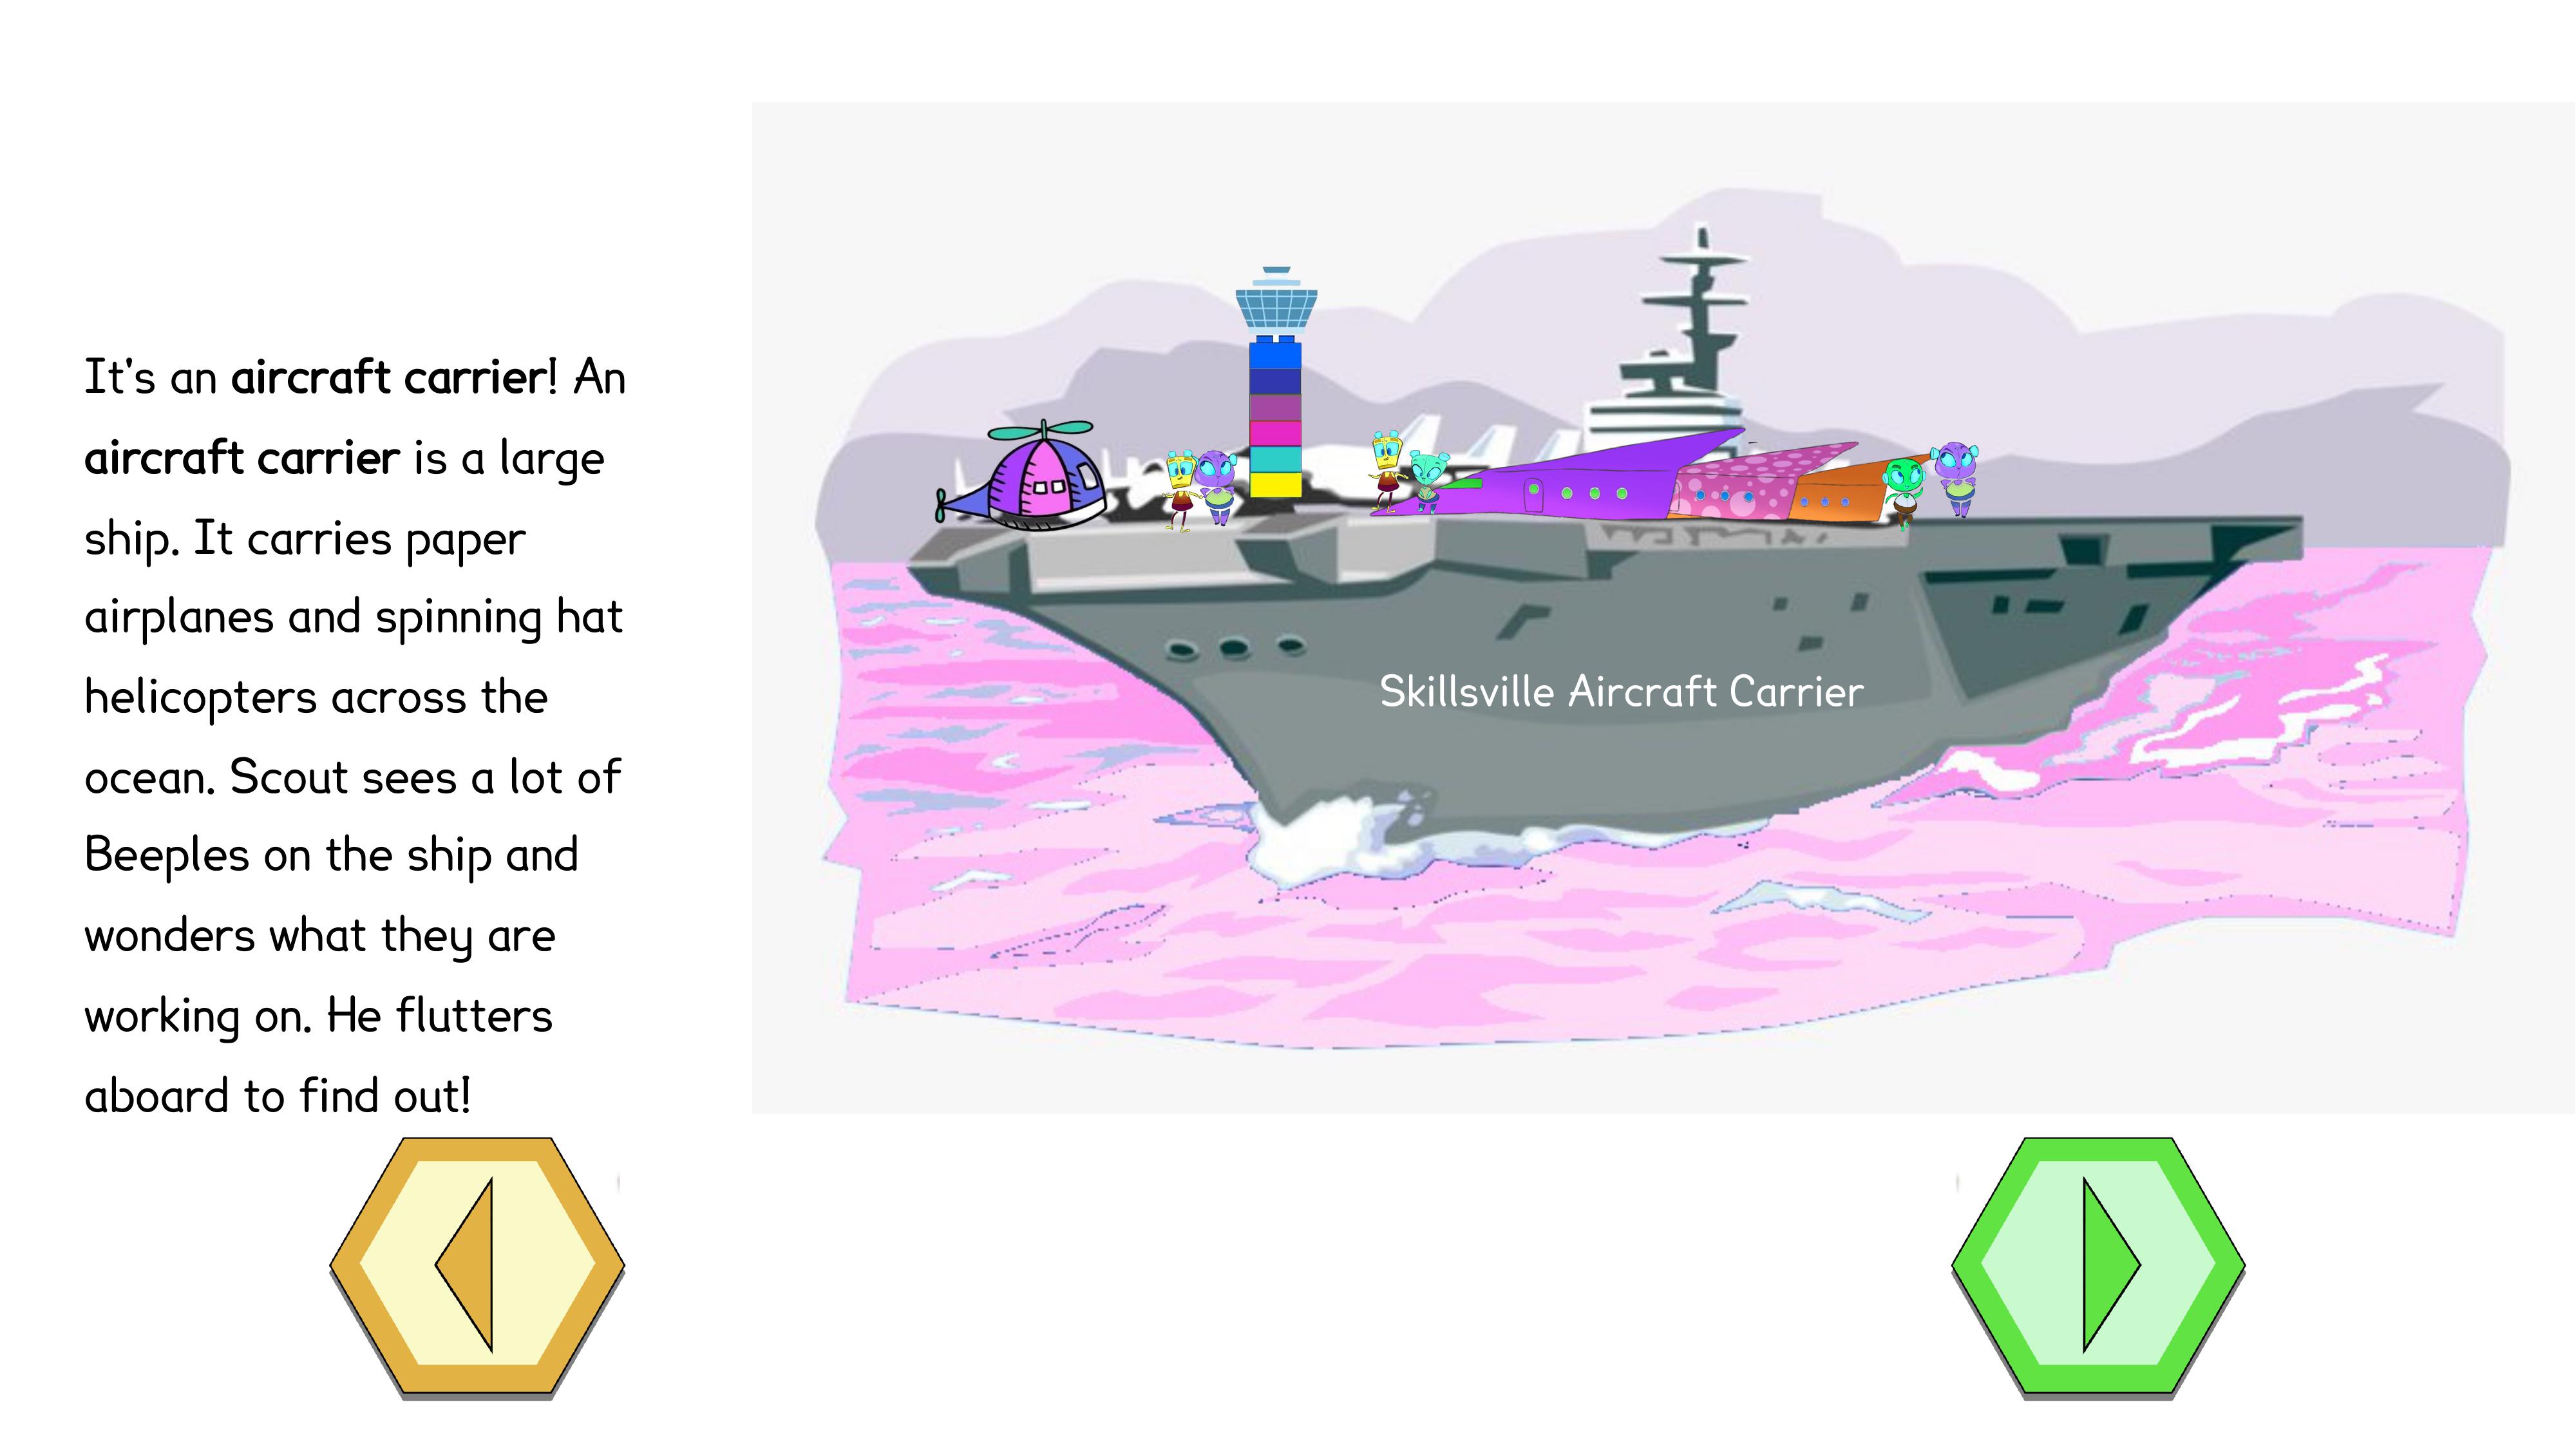 It's an aircraft carrier! An
aircraft carrier is a large
ship. It carries paper
airplanes and spinning hat
helicopters across the
ocean. Scout sees a lot of
Beeples on the ship and
wonders what they are
working on. He flutters
aboard to find out!
Skillsville Aircraft Carrier